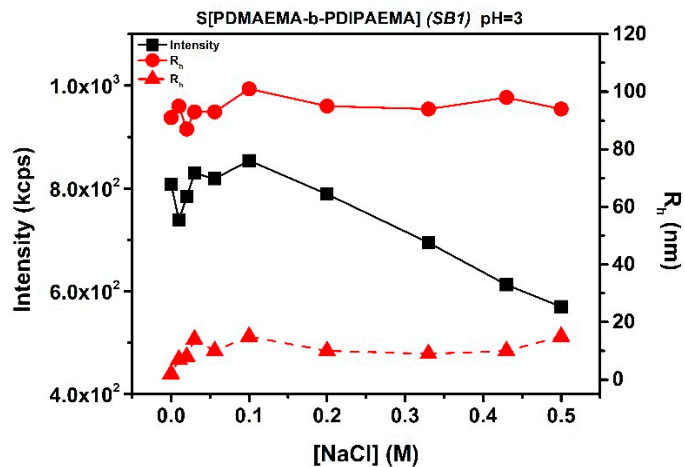 S[PDMAEMA-b-PDIPAEMA] (SB1) pH=3
Intensity
Rₕ
Rₕ
1.0x10³
8.0x10²
6.0x10²
4.0x10²
Intensity (kcps)
120
100
80
60
40
20
0
Rₕ (nm)
0.0 0.1 0.2 0.3 0.4 0.5
[NaCl] (M)